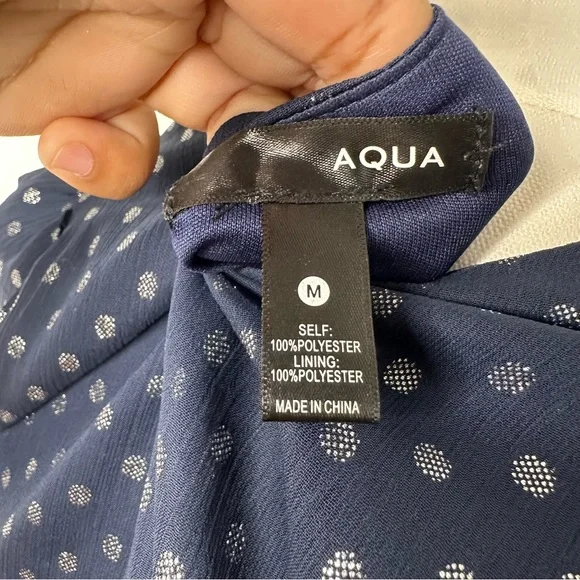 AQUA
M
SELF:
100%POLYESTER
LINING:
100%POLYESTER
MADE IN CHINA